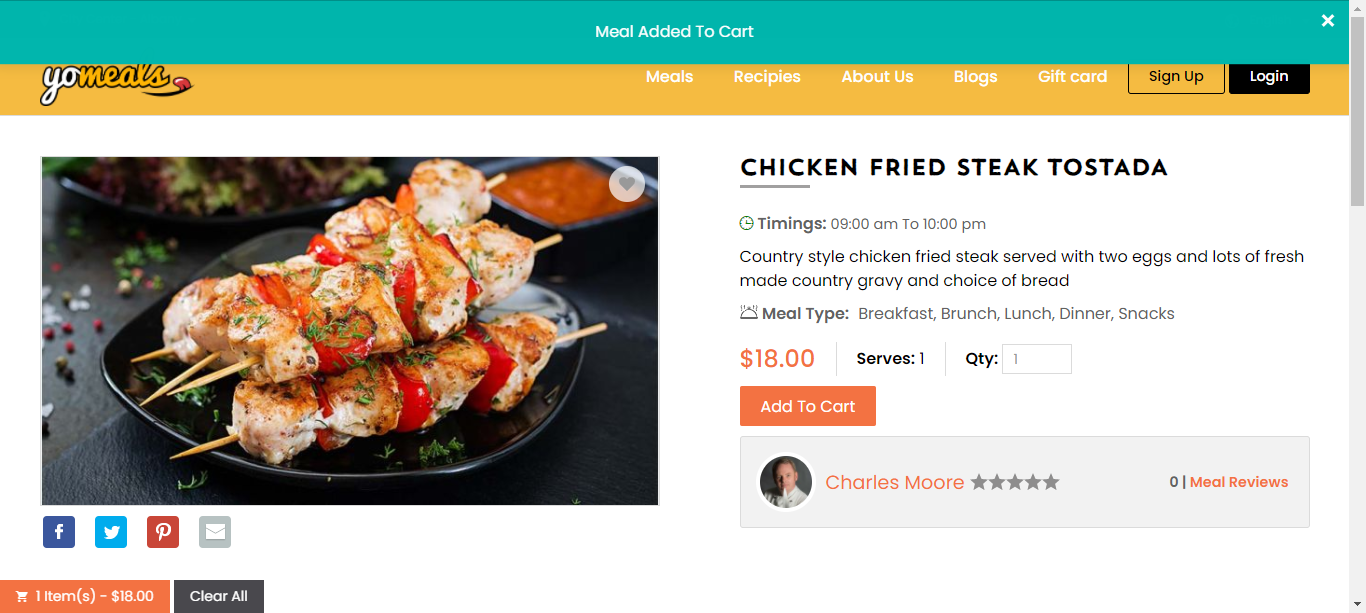 Meal Added To Cart
×
yomeals
Meals
Recipies
About Us
Blogs
Gift card
Sign Up
Login
CHICKEN FRIED STEAK TOSTADA
Timings: 09:00 am To 10:00 pm
Country style chicken fried steak served with two eggs and lots of fresh
made country gravy and choice of bread
Meal Type: Breakfast, Brunch, Lunch, Dinner, Snacks
$18.00
Serves: 1
Qty: 1
Add To Cart
Charles Moore
0 | Meal Reviews
1 Item(s) - $18.00
Clear All